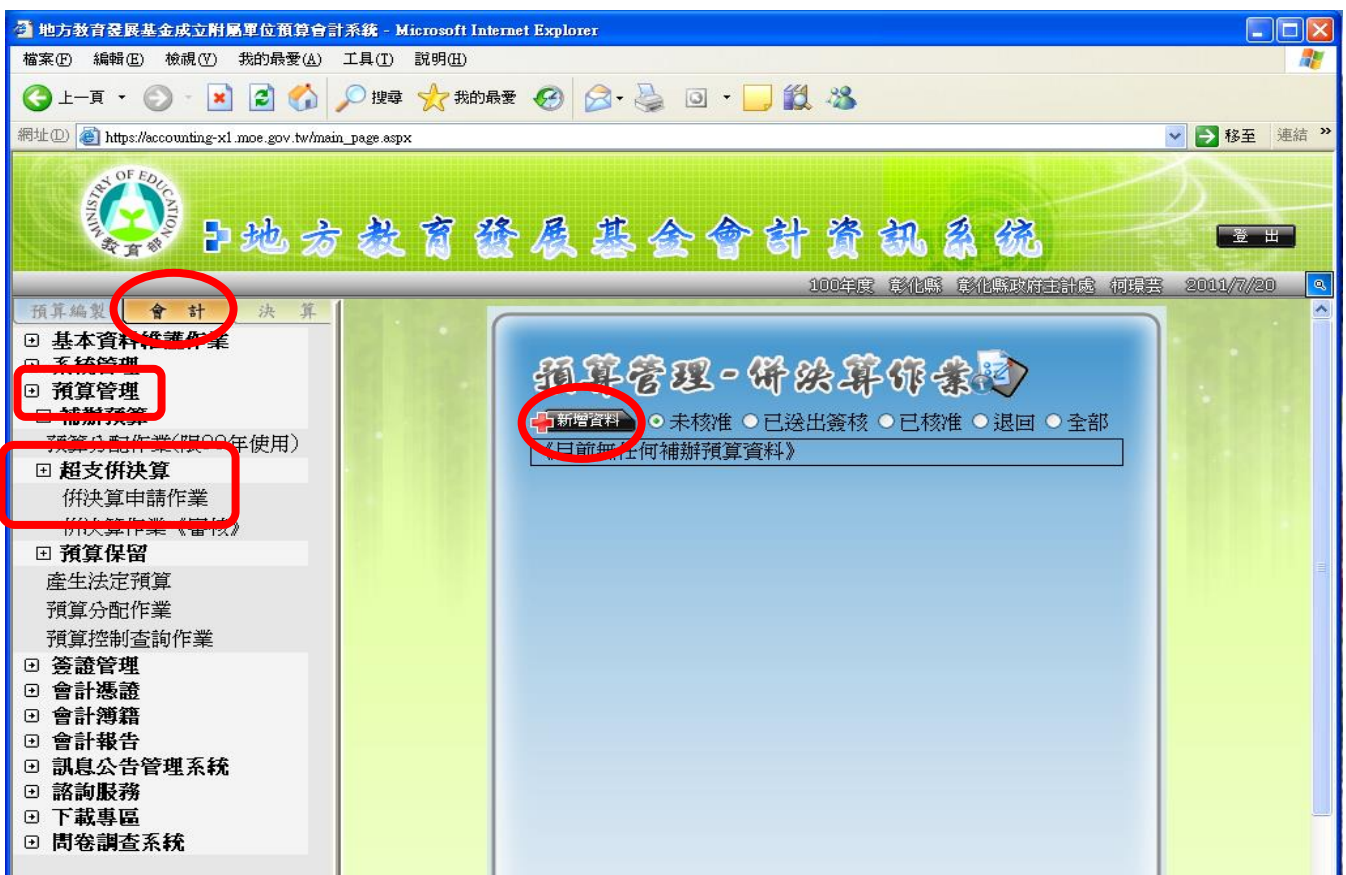 地方教育發展基金成立附屬單位預算會計系統 - Microsoft Internet Explorer
檔案(F) 編輯(E) 檢視(V) 我的最愛(A) 工具(T) 說明(H)
上一頁 搜尋 我的最愛
網址(D) https://accounting-x1.moe.gov.tw/main_page.aspx 移至 連結 »
MINISTRY OF EDUCATION
教育部
地方教育發展基金會計資訊系統
登出
100年度 彰化縣 彰化縣政府主計處 柯璟芸 2011/7/20
預算編製 會計 決算
基本資料維護作業
系統管理
預算管理
補辦預算
預算分配作業(限99年使用)
超支併決算
併決算申請作業
併決算作業《審核》
預算保留
產生法定預算
預算分配作業
預算控制查詢作業
簽證管理
會計憑證
會計簿籍
會計報告
訊息公告管理系統
諮詢服務
下載專區
問卷調查系統
預算管理-併決算作業
新增資料 未核准 已送出簽核 已核准 退回 全部
《目前無任何補辦預算資料》